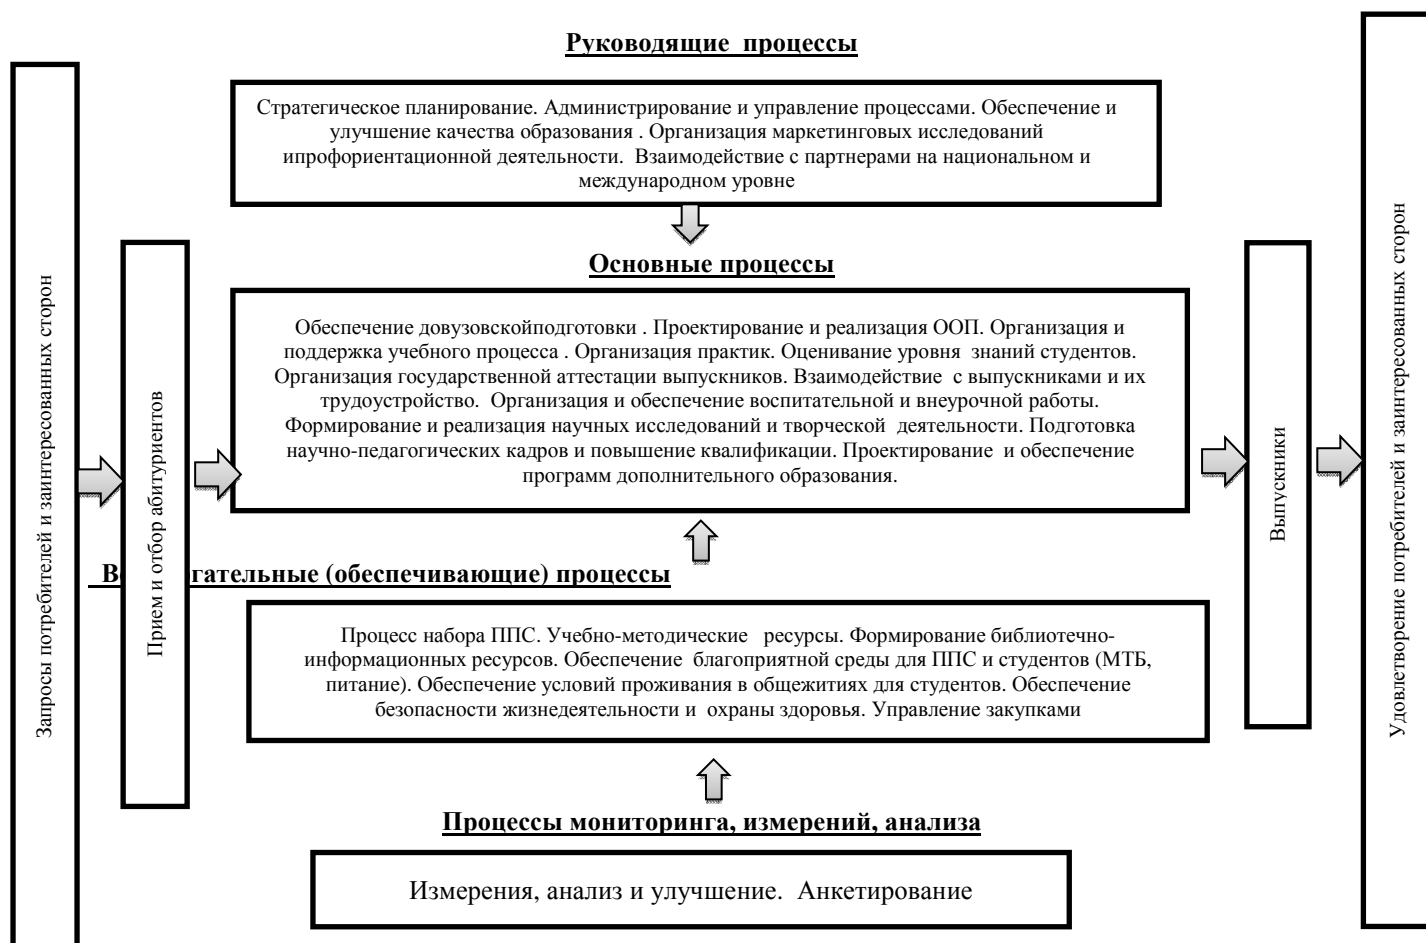 Руководящие процессы
Стратегическое планирование. Администрирование и управление процессами. Обеспечение и
улучшение качества образования . Организация маркетинговых исследований
ипрофориентационной деятельности. Взаимодействие с партнерами на национальном и
международном уровне
Запросы потребителей и заинтересованных сторон
Прием и отбор абитуриентов
Основные процессы
Обеспечение довузовскойподготовки . Проектирование и реализация ООП. Организация и
поддержка учебного процесса . Организация практик. Оценивание уровня знаний студентов.
Организация государственной аттестации выпускников. Взаимодействие с выпускниками и их
трудоустройство. Организация и обеспечение воспитательной и внеурочной работы.
Формирование и реализация научных исследований и творческой деятельности. Подготовка
научно-педагогических кадров и повышение квалификации. Проектирование и обеспечение
программ дополнительного образования.
Выпускники
Удовлетворение потребителей и заинтересованных сторон
(обеспечивающие) процессы
Процесс набора ППС. Учебно-методические ресурсы. Формирование библиотечно-
информационных ресурсов. Обеспечение благоприятной среды для ППС и студентов (МТБ,
питание). Обеспечение условий проживания в общежитиях для студентов. Обеспечение
безопасности жизнедеятельности и охраны здоровья. Управление закупками
Процессы мониторинга, измерений, анализа
Измерения, анализ и улучшение. Анкетирование